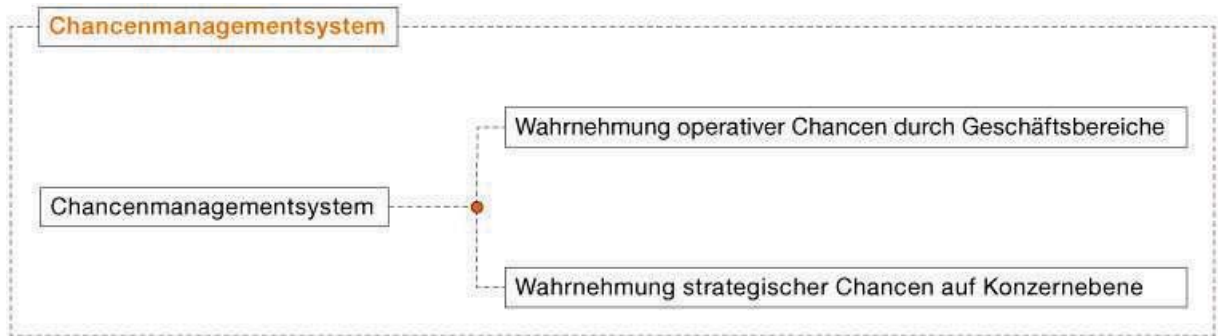 Chancenmanagementsystem
Wahrnehmung operativer Chancen durch Geschäftsbereiche
Chancenmanagementsystem
Wahrnehmung strategischer Chancen auf Konzernebene